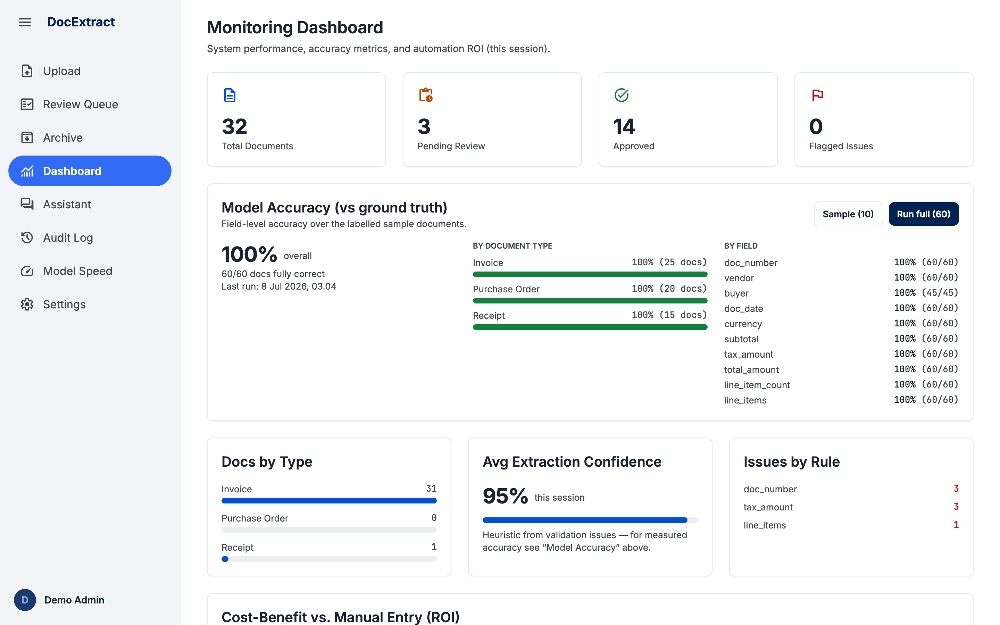 DocExtract
Upload
Review Queue
Archive
Dashboard
Assistant
Audit Log
Model Speed
Settings
D
Demo Admin
Monitoring Dashboard
System performance, accuracy metrics, and automation ROI (this session).
32
Total Documents
3
Pending Review
14
Approved
0
Flagged Issues
Model Accuracy (vs ground truth)
Field-level accuracy over the labelled sample documents.
Sample (10)
Run full (60)
100% overall
60/60 docs fully correct
Last run: 8 Jul 2026, 03.04
BY DOCUMENT TYPE
Invoice 100% (25 docs)
Purchase Order 100% (20 docs)
Receipt 100% (15 docs)
BY FIELD
doc_number 100% (60/60)
vendor 100% (60/60)
buyer 100% (45/45)
doc_date 100% (60/60)
currency 100% (60/60)
subtotal 100% (60/60)
tax_amount 100% (60/60)
total_amount 100% (60/60)
line_item_count 100% (60/60)
line_items 100% (60/60)
Docs by Type
Invoice 31
Purchase Order 0
Receipt 1
Avg Extraction Confidence
95% this session
Heuristic from validation issues — for measured
accuracy see “Model Accuracy” above.
Issues by Rule
doc_number 3
tax_amount 3
line_items 1
Cost-Benefit vs. Manual Entry (ROI)